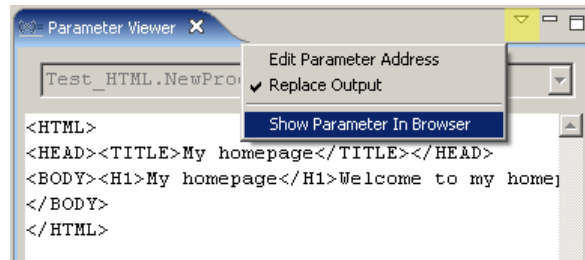 Parameter Viewer
Edit Parameter Address
Test_HTML.NewPro
Replace Output
Show Parameter In Browser
<HTML>
<HEAD><TITLE>My homepage</TITLE></HEAD>
<BODY><H1>My homepage</H1>Welcome to my home
</BODY>
</HTML>